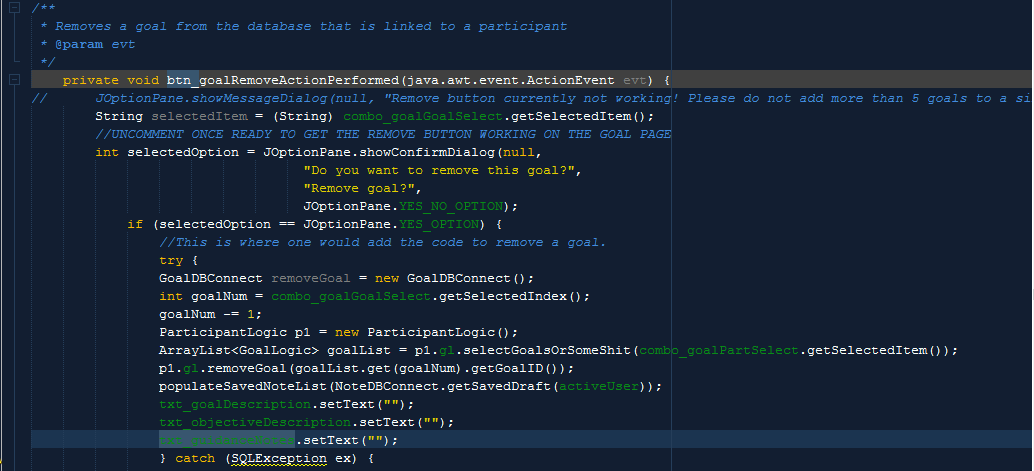 /**
* Removes a goal from the database that is linked to a participant
* @param evt
*/
private void btn_goalRemoveActionPerformed(java.awt.event.ActionEvent evt) {
// JOptionPane.showMessageDialog(null, "Remove button currently not working! Please do not add more than 5 goals to a si
String selectedItem = (String) combo_goalGoalSelect.getSelectedItem();
//UNCOMMENT ONCE READY TO GET THE REMOVE BUTTON WORKING ON THE GOAL PAGE
int selectedOption = JOptionPane.showConfirmDialog(null,
"Do you want to remove this goal?",
"Remove goal?",
JOptionPane.YES_NO_OPTION);
if (selectedOption == JOptionPane.YES_OPTION) {
//This is where one would add the code to remove a goal.
try {
GoalDBConnect removeGoal = new GoalDBConnect();
int goalNum = combo_goalGoalSelect.getSelectedIndex();
goalNum -= 1;
ParticipantLogic p1 = new ParticipantLogic();
ArrayList<GoalLogic> goalList = p1.gl.selectGoalsOrSomeShit(combo_goalPartSelect.getSelectedItem());
p1.gl.removeGoal(goalList.get(goalNum).getGoalID());
populateSavedNoteList(NoteDBConnect.getSavedDraft(activeUser));
txt_goalDescription.setText("");
txt_objectiveDescription.setText("");
txt_guidanceNotes.setText("");
} catch (SQLException ex) {